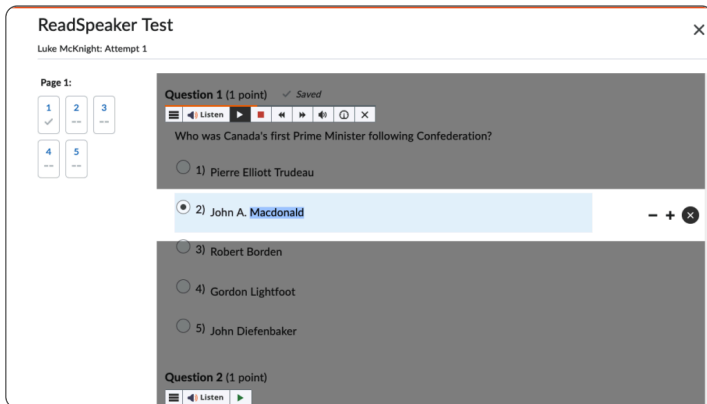 ReadSpeaker Test
Luke McKnight: Attempt 1
Page 1:
1 2 3
-- --
4 5
-- --
Question 1 (1 point) Saved
Listen
Who was Canada's first Prime Minister following Confederation?
1) Pierre Elliott Trudeau
2) John A. Macdonald
3) Robert Borden
4) Gordon Lightfoot
5) John Diefenbaker
Question 2 (1 point)
Listen